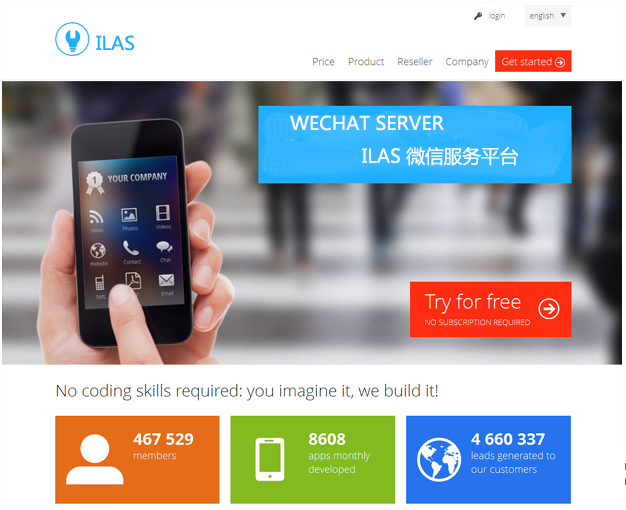 login
english
ILAS
Price
Product
Reseller
Company
Get started
WECHAT SERVER
ILAS 微信服务平台
YOUR COMPANY
1
News
Photos
Videos
Website
Contact
Chat
SMS
PDF
Email
Try for free
NO SUBSCRIPTION REQUIRED
No coding skills required: you imagine it, we build it!
467 529
members
8608
apps monthly
developed
4 660 337
leads generated to
our customers